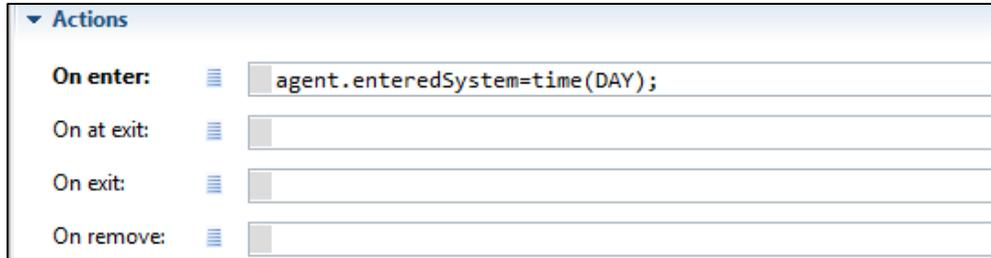 Actions
On enter: agent.enteredSystem=time(DAY);
On at exit:
On exit:
On remove: